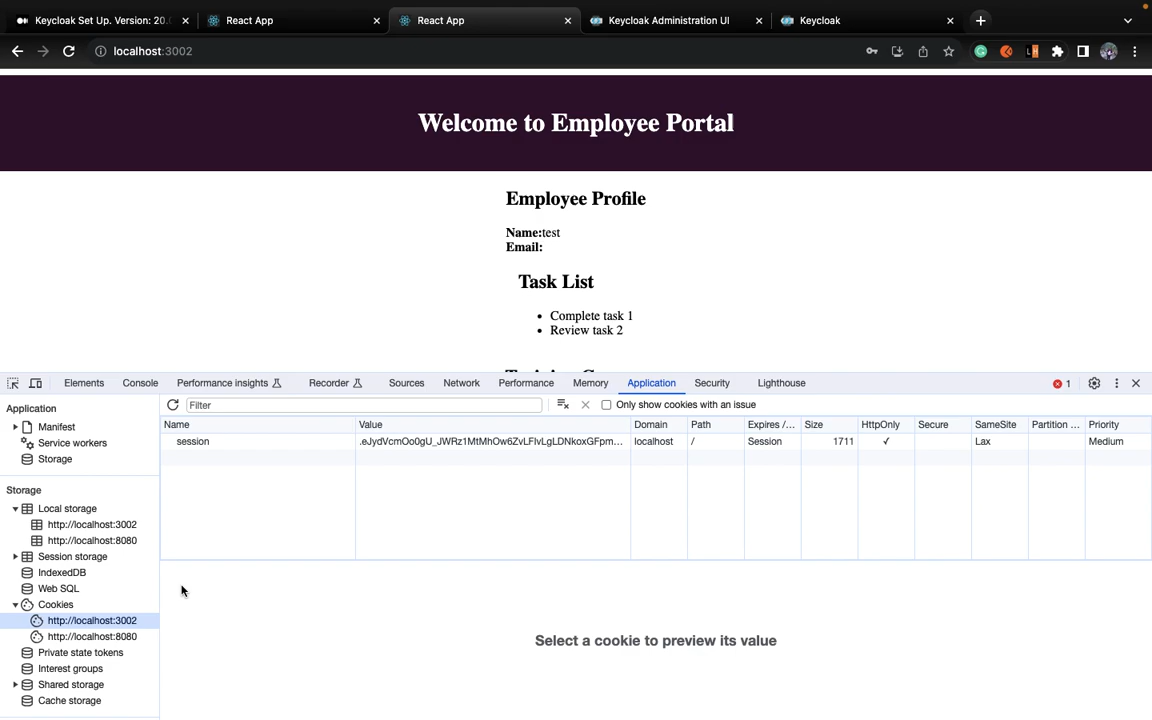 Keycloak Set Up. Version: 20.0 React App React App Keycloak Administration UI Keycloak
localhost:3002
Welcome to Employee Portal
Employee Profile
Name:test
Email:
Task List
Complete task 1
Review task 2
Elements Console Performance insights Recorder Sources Network Performance Memory Application Security Lighthouse 1
Application
Filter
Only show cookies with an issue
Manifest
Service workers
Storage
Name Value Domain Path Expires /... Size HttpOnly Secure SameSite Partition ... Priority
session .eJydVcmOo0gU_JWRz1MtMhOw6ZvLFIvLgLDNkoxGFpm... localhost / Session 1711 ✓ Lax Medium
Storage
Local storage
http://localhost:3002
http://localhost:8080
Session storage
IndexedDB
Web SQL
Cookies
http://localhost:3002
http://localhost:8080
Private state tokens
Interest groups
Shared storage
Cache storage
Select a cookie to preview its value